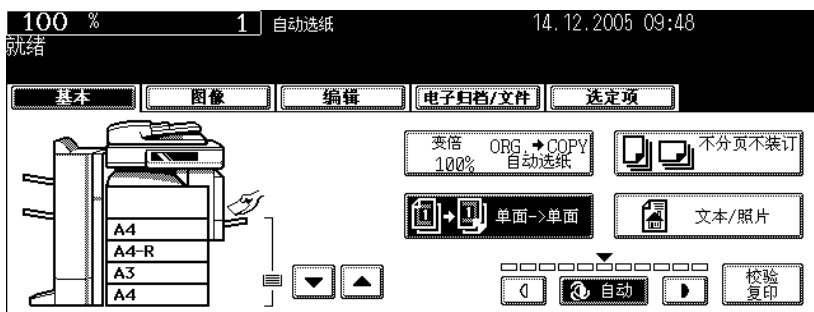 100 % 1 自动选纸 14.12.2005 09:48
就绪
基本 图像 编辑 电子归档/文件 选定项
变倍 ORG.➔COPY
100% 自动选纸
不分页不装订
1➔1 单面->单面
文本/照片
A4
A4-R
A3
A4
自动
校验
复印